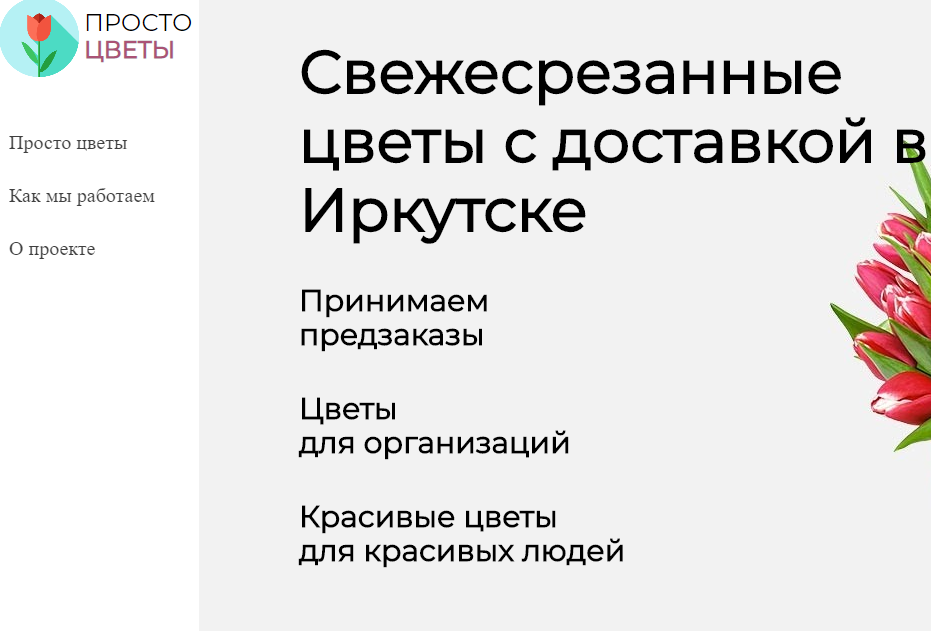 ПРОСТО
ЦВЕТЫ
Просто цветы
Как мы работаем
О проекте
Свежесрезанные
цветы с доставкой в
Иркутске
Принимаем
предзаказы
Цветы
для организаций
Красивые цветы
для красивых людей